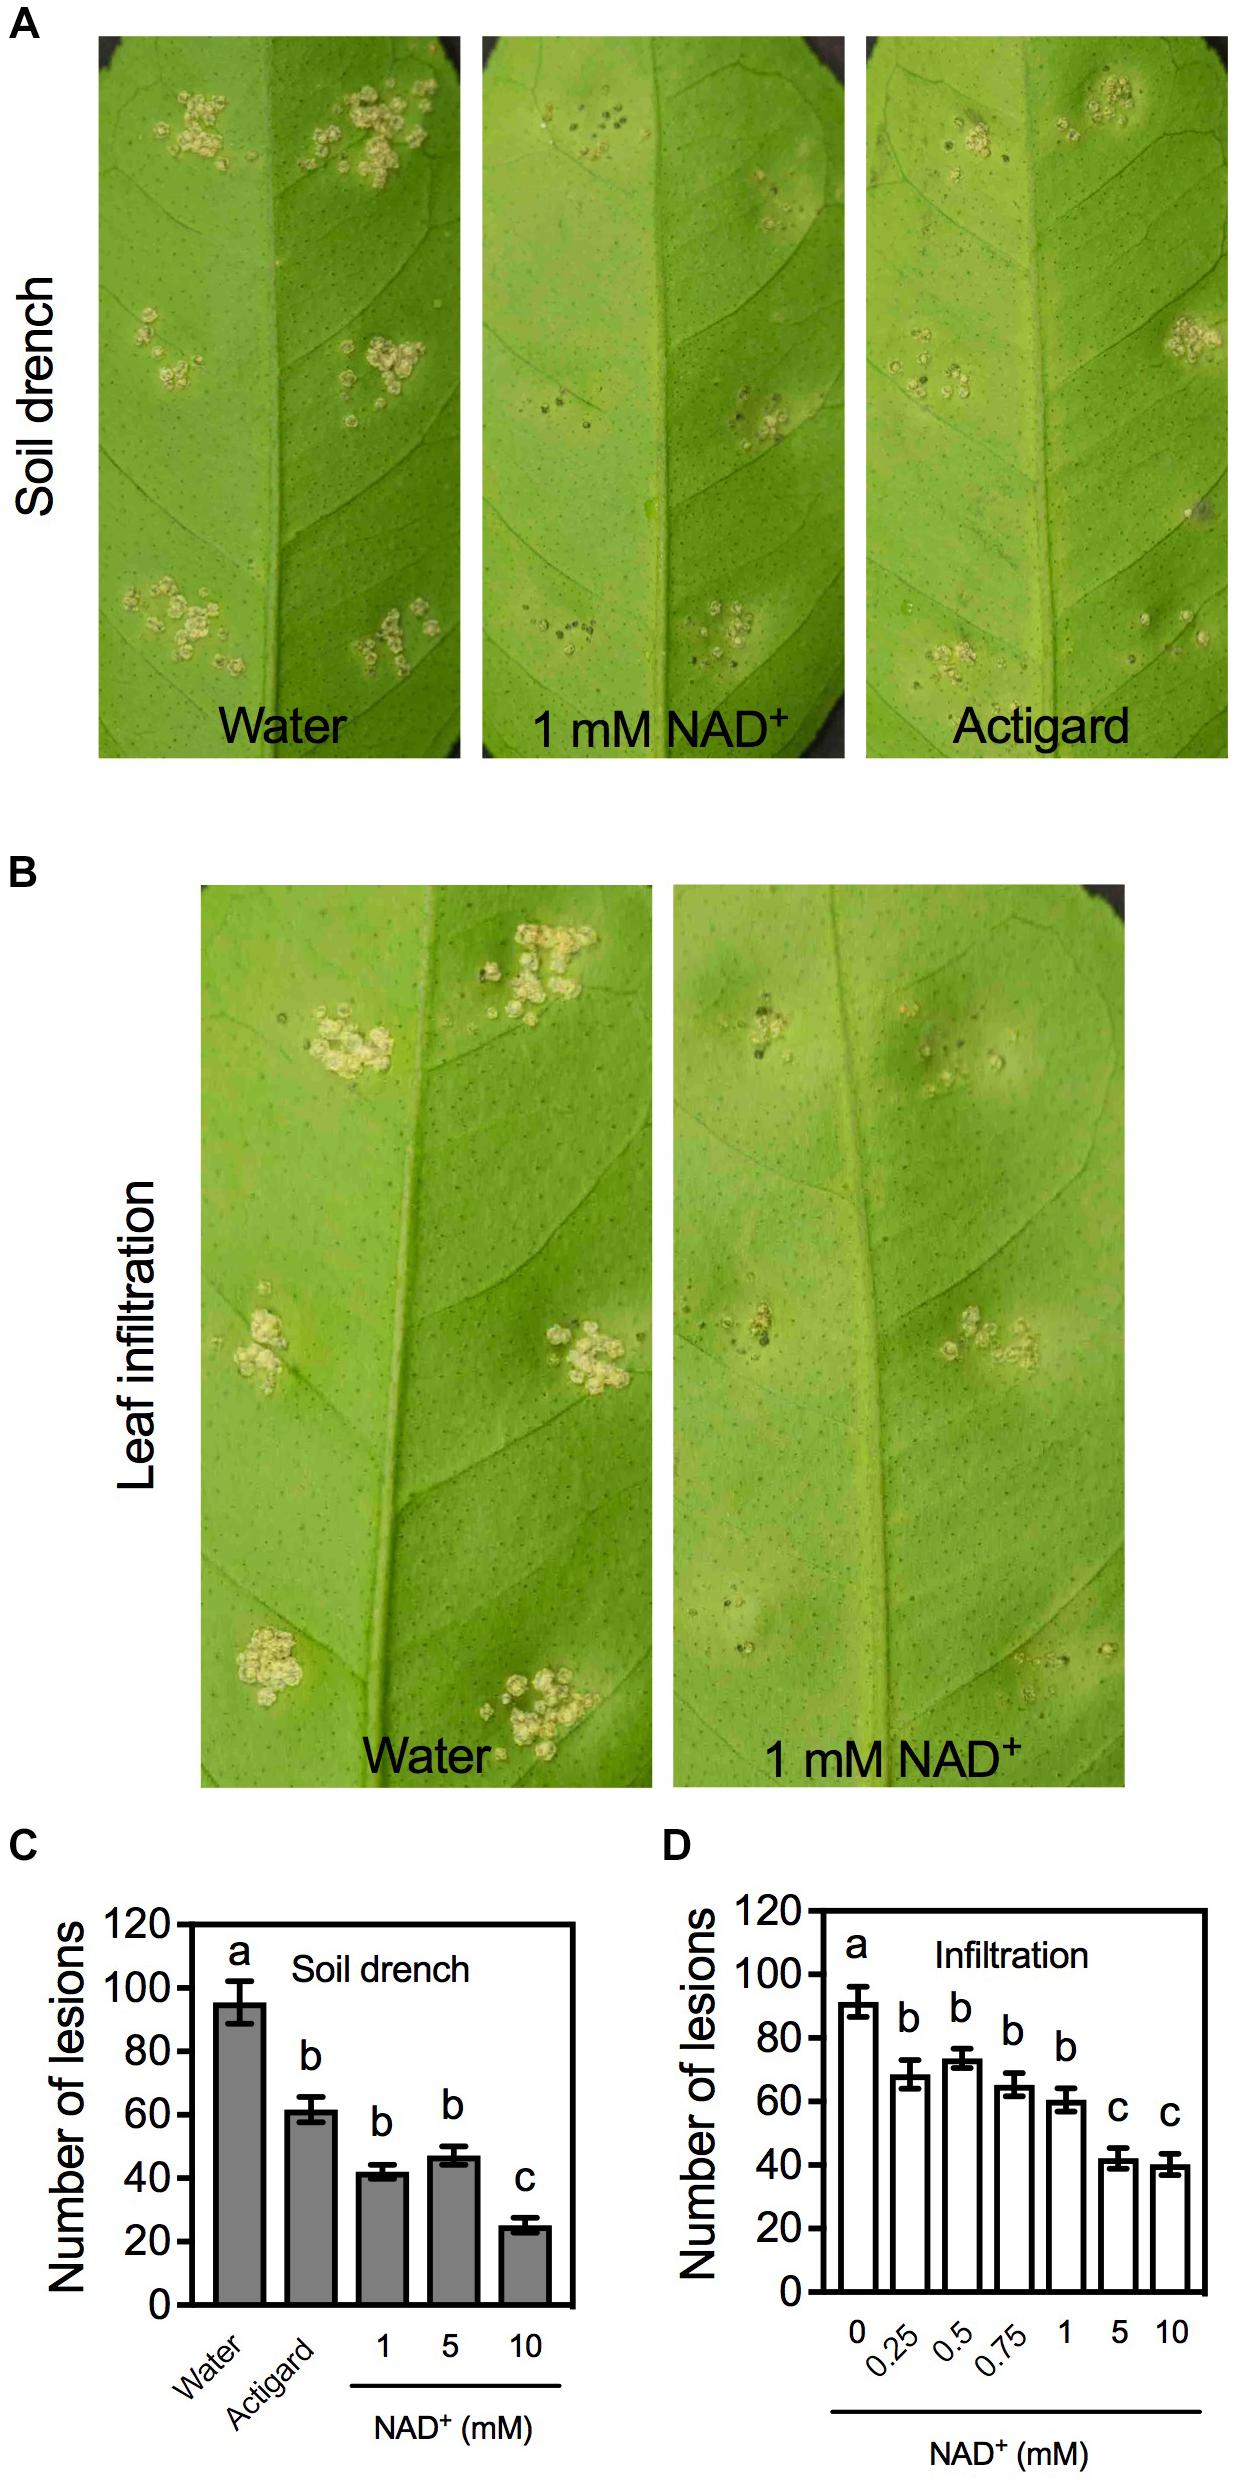 A
Soil drench
Water
1 mM NAD+
Actigard
B
Leaf infiltration
Water
1 mM NAD+
C
Number of lesions
120
100
80
60
40
20
0
Soil drench
a
b
b
b
c
Water
Actigard
1
5
10
NAD+ (mM)
D
Number of lesions
120
100
80
60
40
20
0
Infiltration
a
b
b
b
b
c
c
0
0.25
0.5
0.75
1
5
10
NAD+ (mM)